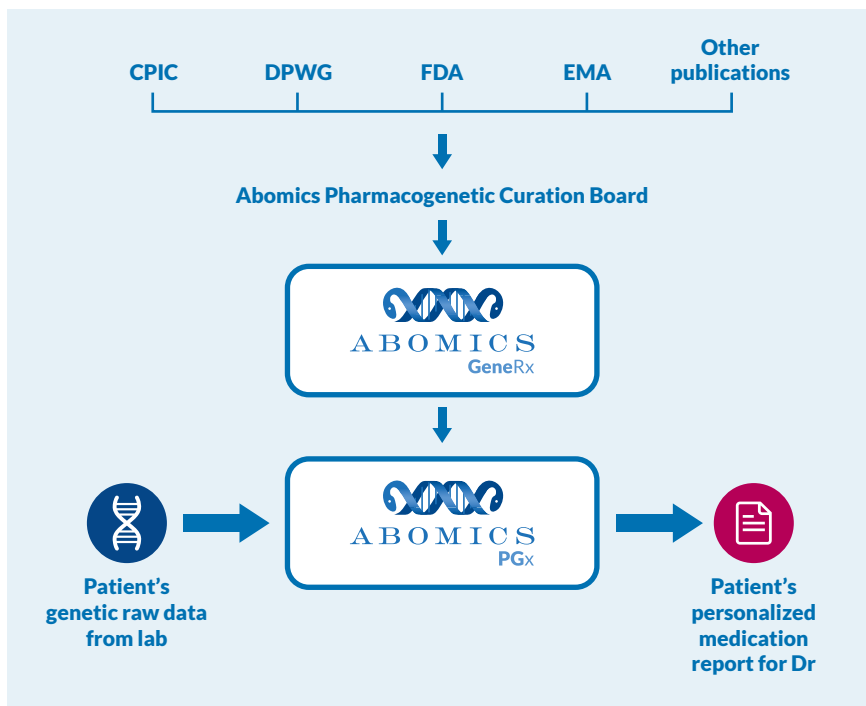 CPIC DPWG FDA EMA Other
publications
Abomics Pharmacogenetic Curation Board
ABOMICS
GeneRx
ABOMICS
PGx
Patient’s
genetic raw data
from lab
Patient’s
personalized
medication
report for Dr